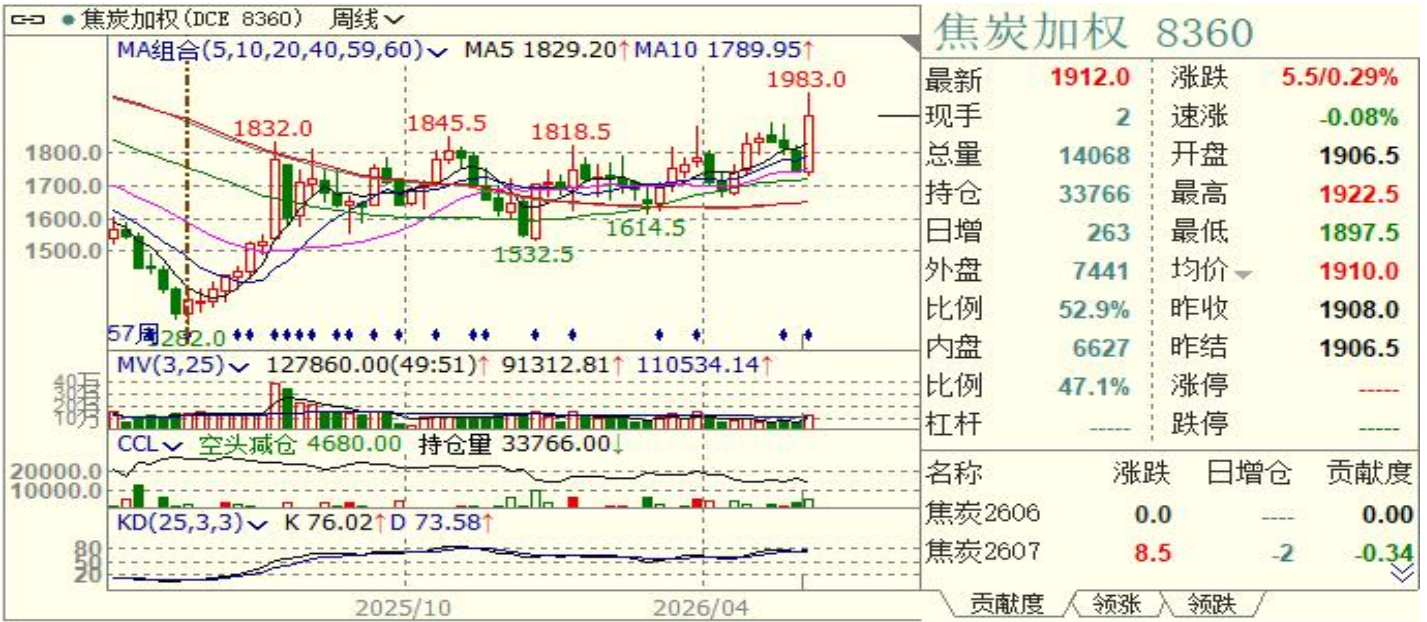 焦炭加权(DCE 8360) 周线
MA组合(5,10,20,40,59,60) MA5 1829.20↑MA10 1789.95↑
1983.0
1832.0
1845.5
1818.5
1800.0
1700.0
1600.0
1500.0
1614.5
1532.5
57周
282.0
MV(3,25) 127860.00(49:51)↑ 91312.81↑ 110534.14↑
40万
10万
CCL 空头减仓 4680.00 持仓量 33766.00↓
20000.0
10000.0
KD(25,3,3) K 76.02↑D 73.58↑
80
50
20
2025/10 2026/04
焦炭加权 8360
最新 1912.0 涨跌 5.5/0.29%
现手 2 速涨 -0.08%
总量 14068 开盘 1906.5
持仓 33766 最高 1922.5
日增 263 最低 1897.5
外盘 7441 均价 1910.0
比例 52.9% 昨收 1908.0
内盘 6627 昨结 1906.5
比例 47.1% 涨停 -----
杠杆 ----- 跌停 -----
名称 涨跌 日增仓 贡献度
焦炭2606 0.0 ---- 0.00
焦炭2607 8.5 -2 -0.34
贡献度 领涨 领跌